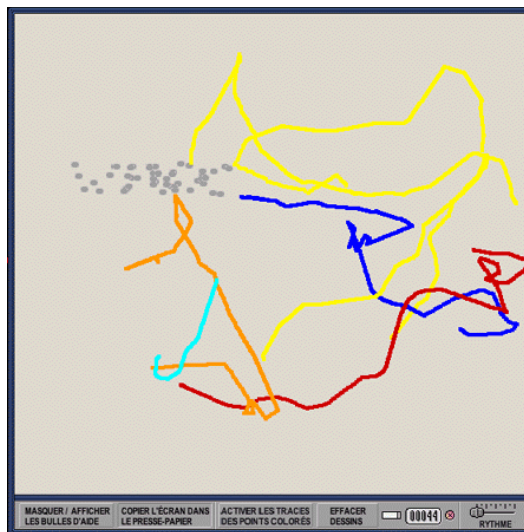 MASQUER / AFFICHER
LES BULLES D'AIDE
COPIER L'ÉCRAN DANS
LE PRESSE-PAPIER
ACTIVER LES TRACES
DES POINTS COLORÉS
EFFACER
DESSINS
00044
RYTHME